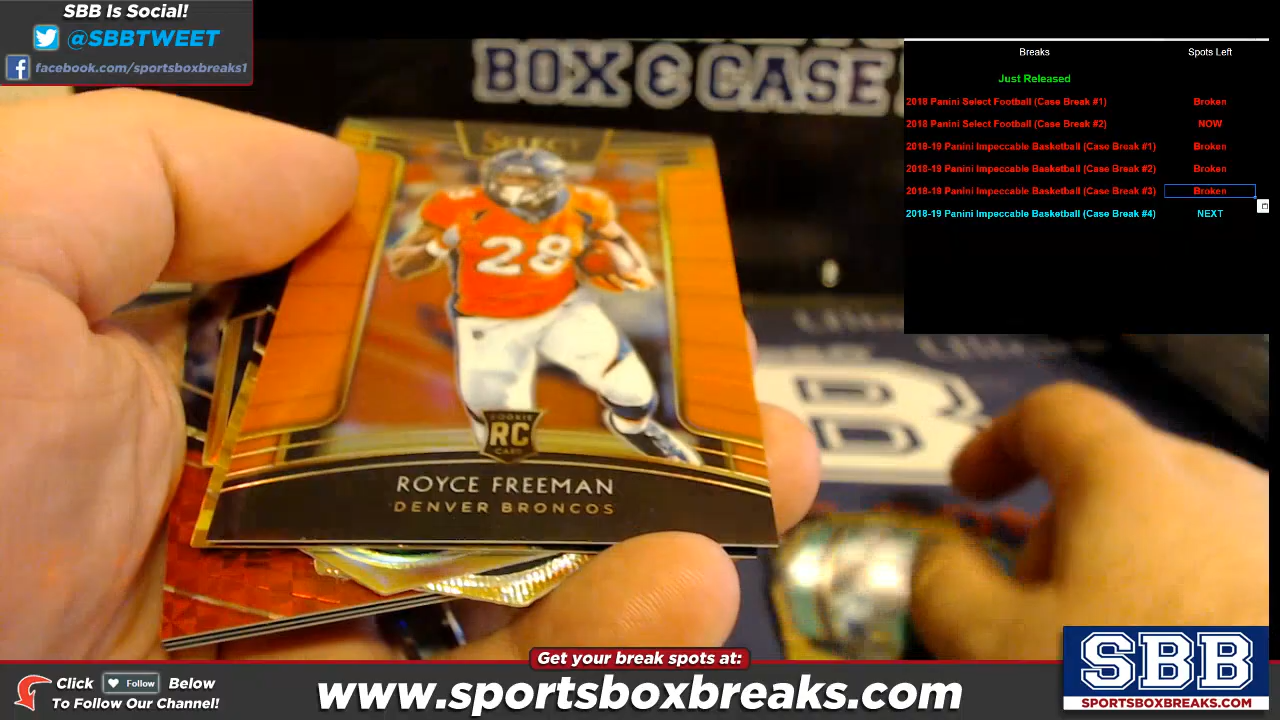 SBB Is Social!
@SBBTWEET
facebook.com/sportsboxbreaks1
BOX & CASE
Breaks Spots Left
Just Released
2018 Panini Select Football (Case Break #1) Broken
2018 Panini Select Football (Case Break #2) NOW
2018-19 Panini Impeccable Basketball (Case Break #1) Broken
2018-19 Panini Impeccable Basketball (Case Break #2) Broken
2018-19 Panini Impeccable Basketball (Case Break #3) Broken
2018-19 Panini Impeccable Basketball (Case Break #4) NEXT
SELECT
28
ROOKIE
RC
CARD
ROYCE FREEMAN
DENVER BRONCOS
B
Get your break spots at:
www.sportsboxbreaks.com
Click Follow Below
To Follow Our Channel!
SBB
SPORTSBOXBREAKS.COM